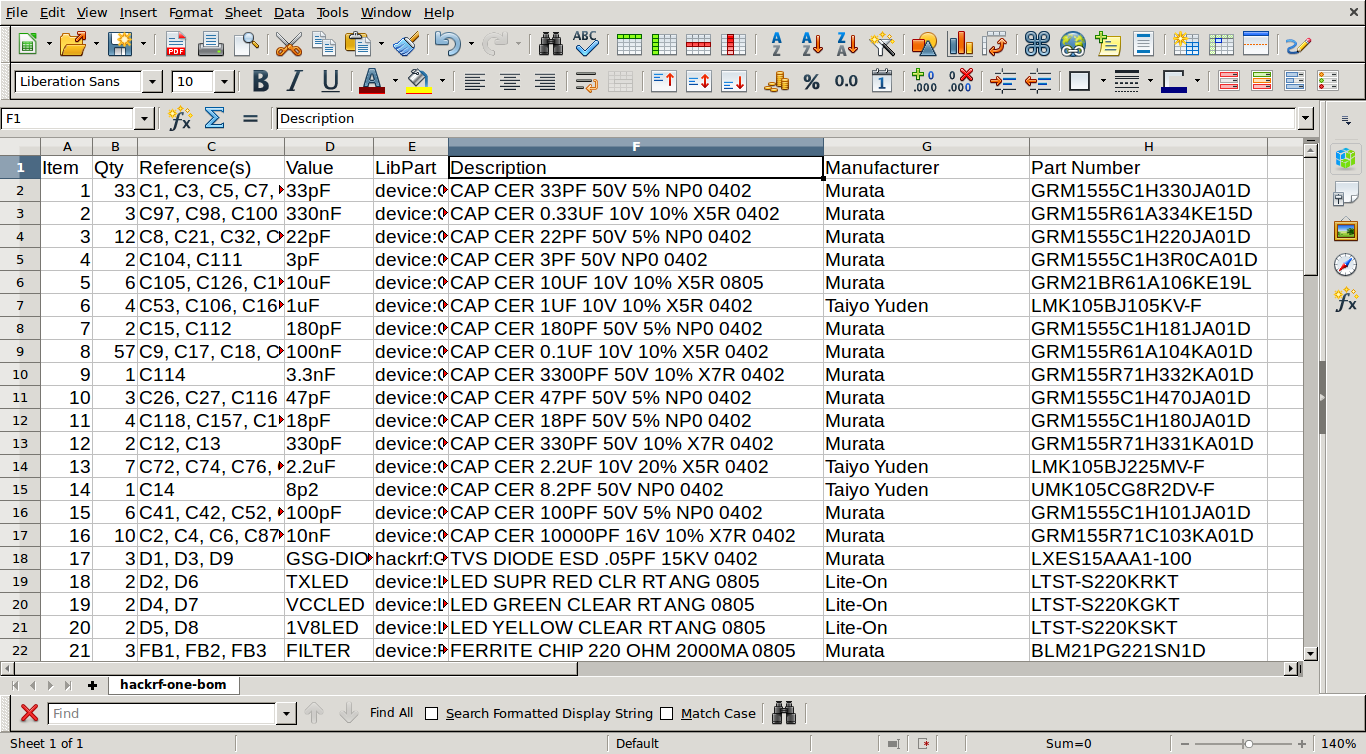 File Edit View Insert Format Sheet Data Tools Window Help
Liberation Sans 10
F1 Description
A B C D E F G H
1 Item Qty Reference(s) Value LibPart Description Manufacturer Part Number
2 1 33 C1, C3, C5, C7, 33pF device: CAP CER 33PF 50V 5% NP0 0402 Murata GRM1555C1H330JA01D
3 2 3 C97, C98, C100 330nF device: CAP CER 0.33UF 10V 10% X5R 0402 Murata GRM155R61A334KE15D
4 3 12 C8, C21, C32, C 22pF device: CAP CER 22PF 50V 5% NP0 0402 Murata GRM1555C1H220JA01D
5 4 2 C104, C111 3pF device: CAP CER 3PF 50V NP0 0402 Murata GRM1555C1H3R0CA01D
6 5 6 C105, C126, C1 10uF device: CAP CER 10UF 10V 10% X5R 0805 Murata GRM21BR61A106KE19L
7 6 4 C53, C106, C16 1uF device: CAP CER 1UF 10V 10% X5R 0402 Taiyo Yuden LMK105BJ105KV-F
8 7 2 C15, C112 180pF device: CAP CER 180PF 50V 5% NP0 0402 Murata GRM1555C1H181JA01D
9 8 57 C9, C17, C18, C 100nF device: CAP CER 0.1UF 10V 10% X5R 0402 Murata GRM155R61A104KA01D
10 9 1 C114 3.3nF device: CAP CER 3300PF 50V 10% X7R 0402 Murata GRM155R71H332KA01D
11 10 3 C26, C27, C116 47pF device: CAP CER 47PF 50V 5% NP0 0402 Murata GRM1555C1H470JA01D
12 11 4 C118, C157, C1 18pF device: CAP CER 18PF 50V 5% NP0 0402 Murata GRM1555C1H180JA01D
13 12 2 C12, C13 330pF device: CAP CER 330PF 50V 10% X7R 0402 Murata GRM155R71H331KA01D
14 13 7 C72, C74, C76, 2.2uF device: CAP CER 2.2UF 10V 20% X5R 0402 Taiyo Yuden LMK105BJ225MV-F
15 14 1 C14 8p2 device: CAP CER 8.2PF 50V NP0 0402 Taiyo Yuden UMK105CG8R2DV-F
16 15 6 C41, C42, C52, 100pF device: CAP CER 100PF 50V 5% NP0 0402 Murata GRM1555C1H101JA01D
17 16 10 C2, C4, C6, C87 10nF device: CAP CER 10000PF 16V 10% X7R 0402 Murata GRM155R71C103KA01D
18 17 3 D1, D3, D9 GSG-DIO hackrf: TVS DIODE ESD .05PF 15KV 0402 Murata LXES15AAA1-100
19 18 2 D2, D6 TXLED device: LED SUPR RED CLR RT ANG 0805 Lite-On LTST-S220KRKT
20 19 2 D4, D7 VCCLED device: LED GREEN CLEAR RT ANG 0805 Lite-On LTST-S220KGKT
21 20 2 D5, D8 1V8LED device: LED YELLOW CLEAR RT ANG 0805 Lite-On LTST-S220KSKT
22 21 3 FB1, FB2, FB3 FILTER device: FERRITE CHIP 220 OHM 2000MA 0805 Murata BLM21PG221SN1D
hackrf-one-bom
Find Find All Search Formatted Display String Match Case
Sheet 1 of 1 Default Sum=0 140%